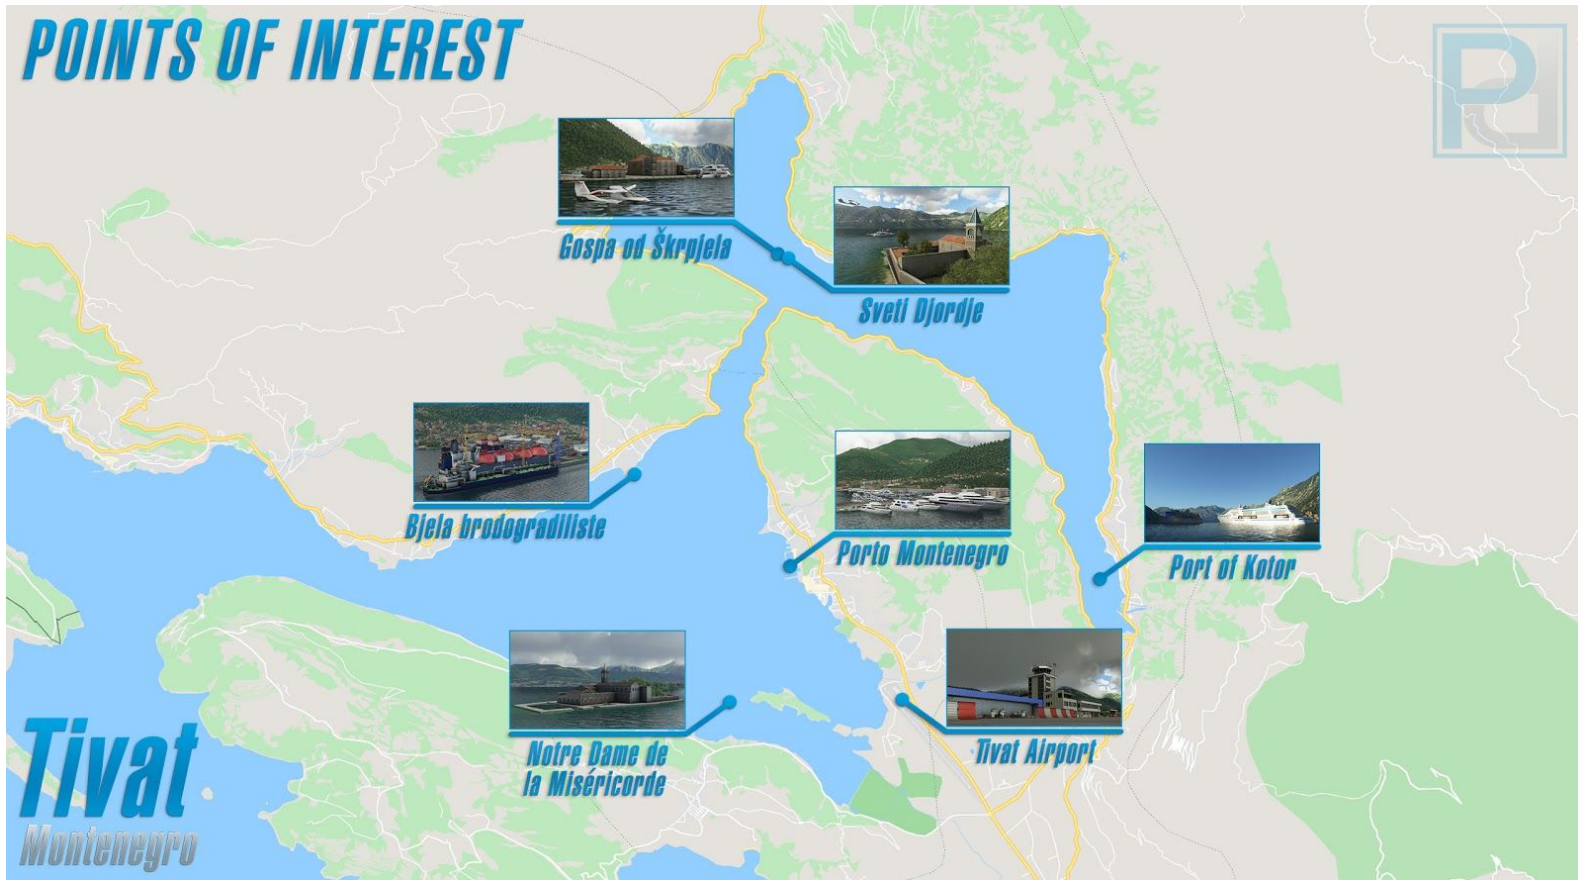 POINTS OF INTEREST
Gospa od Škrpjela
Sveti Djordje
Bjela brodogradiliste
Porto Montenegro
Port of Kotor
Notre Dame de
la Miséricorde
Tivat Airport
Tivat
Montenegro